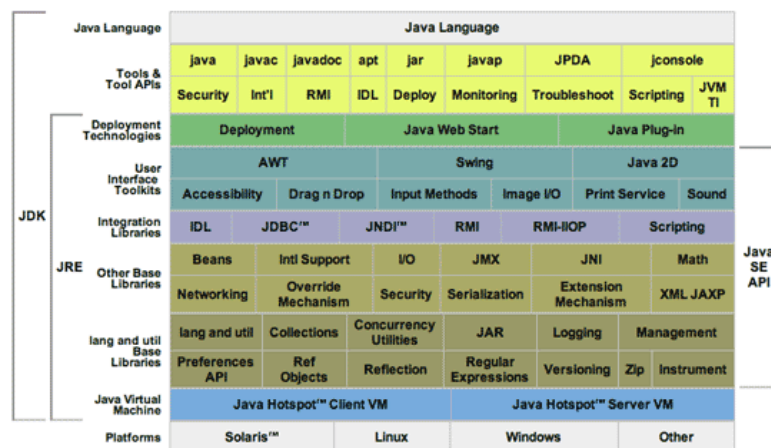 Java Language
Java Language
Tools & Tool APIs
java javac javadoc apt jar javap JPDA jconsole
Security Int'l RMI IDL Deploy Monitoring Troubleshoot Scripting JVM TI
Deployment Technologies
Deployment Java Web Start Java Plug-in
User Interface Toolkits
AWT Swing Java 2D
Accessibility Drag n Drop Input Methods Image I/O Print Service Sound
Integration Libraries
IDL JDBC™ JNDI™ RMI RMI-IIOP Scripting
Other Base Libraries
Beans Intl Support I/O JMX JNI Math
Networking Override Mechanism Security Serialization Extension Mechanism XML JAXP
lang and util Base Libraries
lang and util Collections Concurrency Utilities JAR Logging Management
Preferences API Ref Objects Reflection Regular Expressions Versioning Zip Instrument
Java Virtual Machine
Java Hotspot™ Client VM Java Hotspot™ Server VM
Platforms
Solaris™ Linux Windows Other
JDK
JRE
Java
SE
API